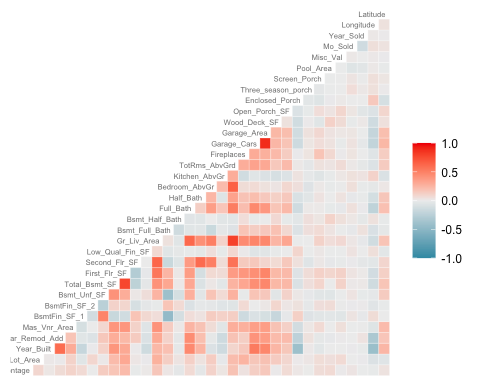 Latitude
Longitude
Year_Sold
Mo_Sold
Misc_Val
Pool_Area
Screen_Porch
Three_season_porch
Enclosed_Porch
Open_Porch_SF
Wood_Deck_SF
Garage_Area
Garage_Cars
Fireplaces
TotRms_AbvGrd
Kitchen_AbvGr
Bedroom_AbvGr
Half_Bath
Full_Bath
Bsmt_Half_Bath
Bsmt_Full_Bath
Gr_Liv_Area
Low_Qual_Fin_SF
Second_Flr_SF
First_Flr_SF
Total_Bsmt_SF
Bsmt_Unf_SF
BsmtFin_SF_2
BsmtFin_SF_1
Mas_Vnr_Area
ar_Remod_Add
Year_Built
Lot_Area
ntage
1.0
0.5
0.0
-0.5
-1.0